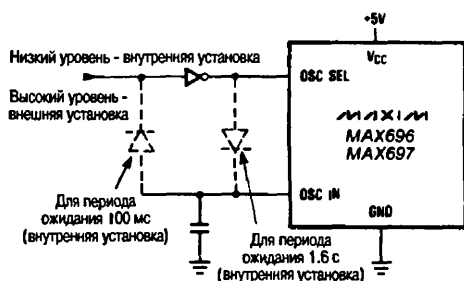 +5V
Низкий уровень - внутренняя установка
VCC
OSC SEL
Высокий уровень -
внешняя установка
MAXIM
MAX696
MAX697
Для периода
ожидания 100 мс
(внутренняя установка)
OSC IN
GND
Для периода
ожидания 1.6 с
(внутренняя установка)